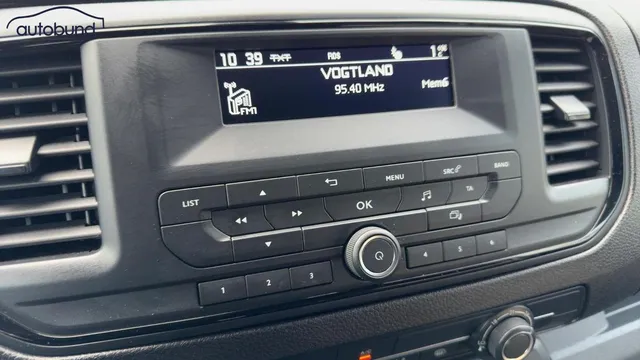 autobund
10 39 TXT RDS
VOGTLAND
95.40 MHz Mem6
FM1
LIST MENU SRC BAND
OK TA
1 2 3 4 5 6